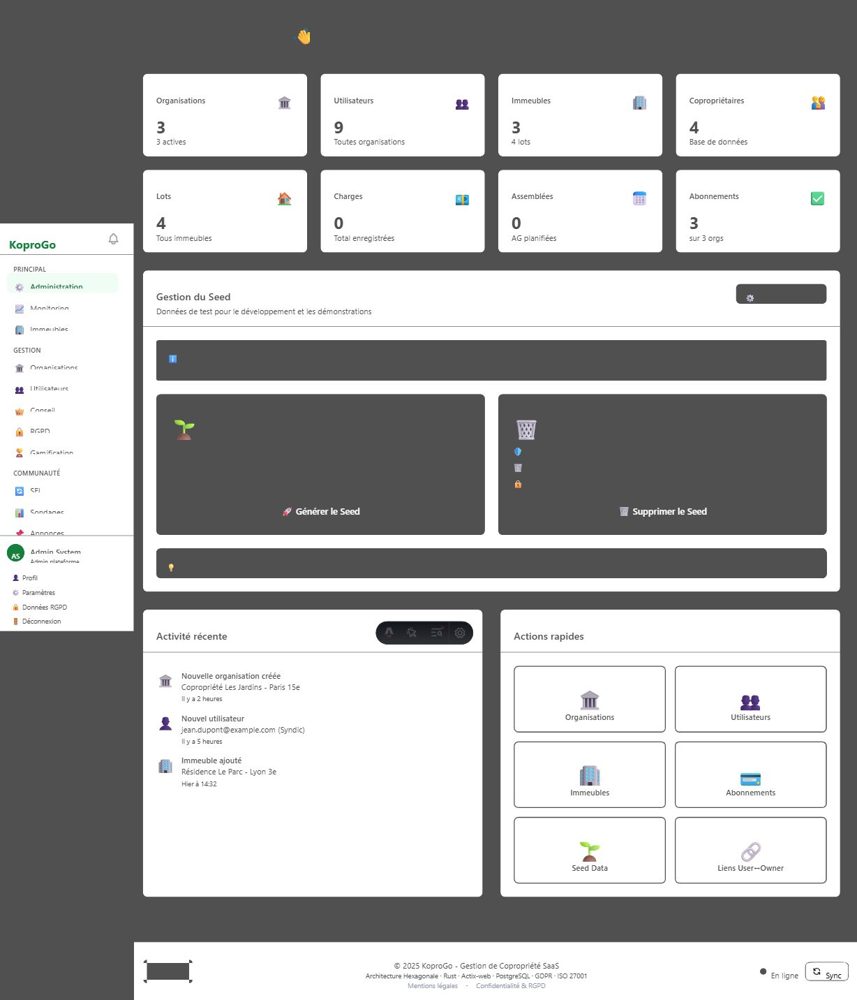 Organisations
3
3 actives
Utilisateurs
9
Toutes organisations
Immeubles
3
4 lots
Copropriétaires
4
Base de données
Lots
4
Tous immeubles
Charges
0
Total enregistrées
Assemblées
0
AG planifiées
Abonnements
3
sur 3 orgs
KoproGo
PRINCIPAL
Administration
Monitoring
Immeubles
GESTION
Organisations
Utilisateurs
Conseil
RGPD
Gamification
COMMUNAUTÉ
SEL
Sondages
Annonces
AS
Admin System
Admin plateforme
Profil
Paramètres
Données RGPD
Déconnexion
Gestion du Seed
Données de test pour le développement et les démonstrations
Générer le Seed
Supprimer le Seed
Activité récente
Nouvelle organisation créée
Copropriété Les Jardins - Paris 15e
Il y a 2 heures
Nouvel utilisateur
jean.dupont@example.com (Syndic)
Il y a 5 heures
Immeuble ajouté
Résidence Le Parc - Lyon 3e
Hier à 14:32
Actions rapides
Organisations
Utilisateurs
Immeubles
Abonnements
Seed Data
Liens User↔Owner
© 2025 KoproGo - Gestion de Copropriété SaaS
Architecture Hexagonale · Rust · Actix-web · PostgreSQL · GDPR · ISO 27001
Mentions légales · Confidentialité & RGPD
En ligne
Sync